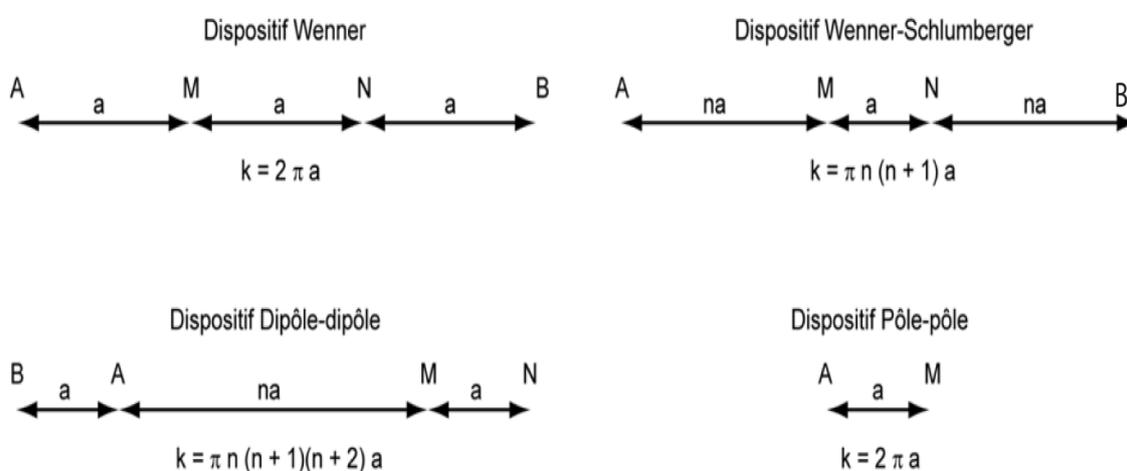 Dispositif Wenner
A M N B
a a a
k = 2 π a
Dispositif Wenner-Schlumberger
A M N B
na a na
k = π n (n + 1) a
Dispositif Dipôle-dipôle
B A M N
a na a
k = π n (n + 1)(n + 2) a
Dispositif Pôle-pôle
A M
a
k = 2 π a